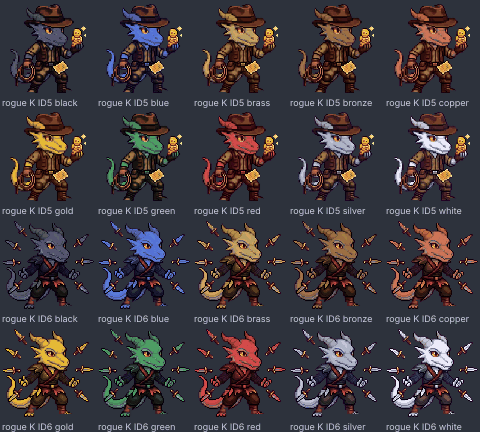 rogue K ID5 black
rogue K ID5 blue
rogue K ID5 brass
rogue K ID5 bronze
rogue K ID5 copper
rogue K ID5 gold
rogue K ID5 green
rogue K ID5 red
rogue K ID5 silver
rogue K ID5 white
rogue K ID6 black
rogue K ID6 blue
rogue K ID6 brass
rogue K ID6 bronze
rogue K ID6 copper
rogue K ID6 gold
rogue K ID6 green
rogue K ID6 red
rogue K ID6 silver
rogue K ID6 white